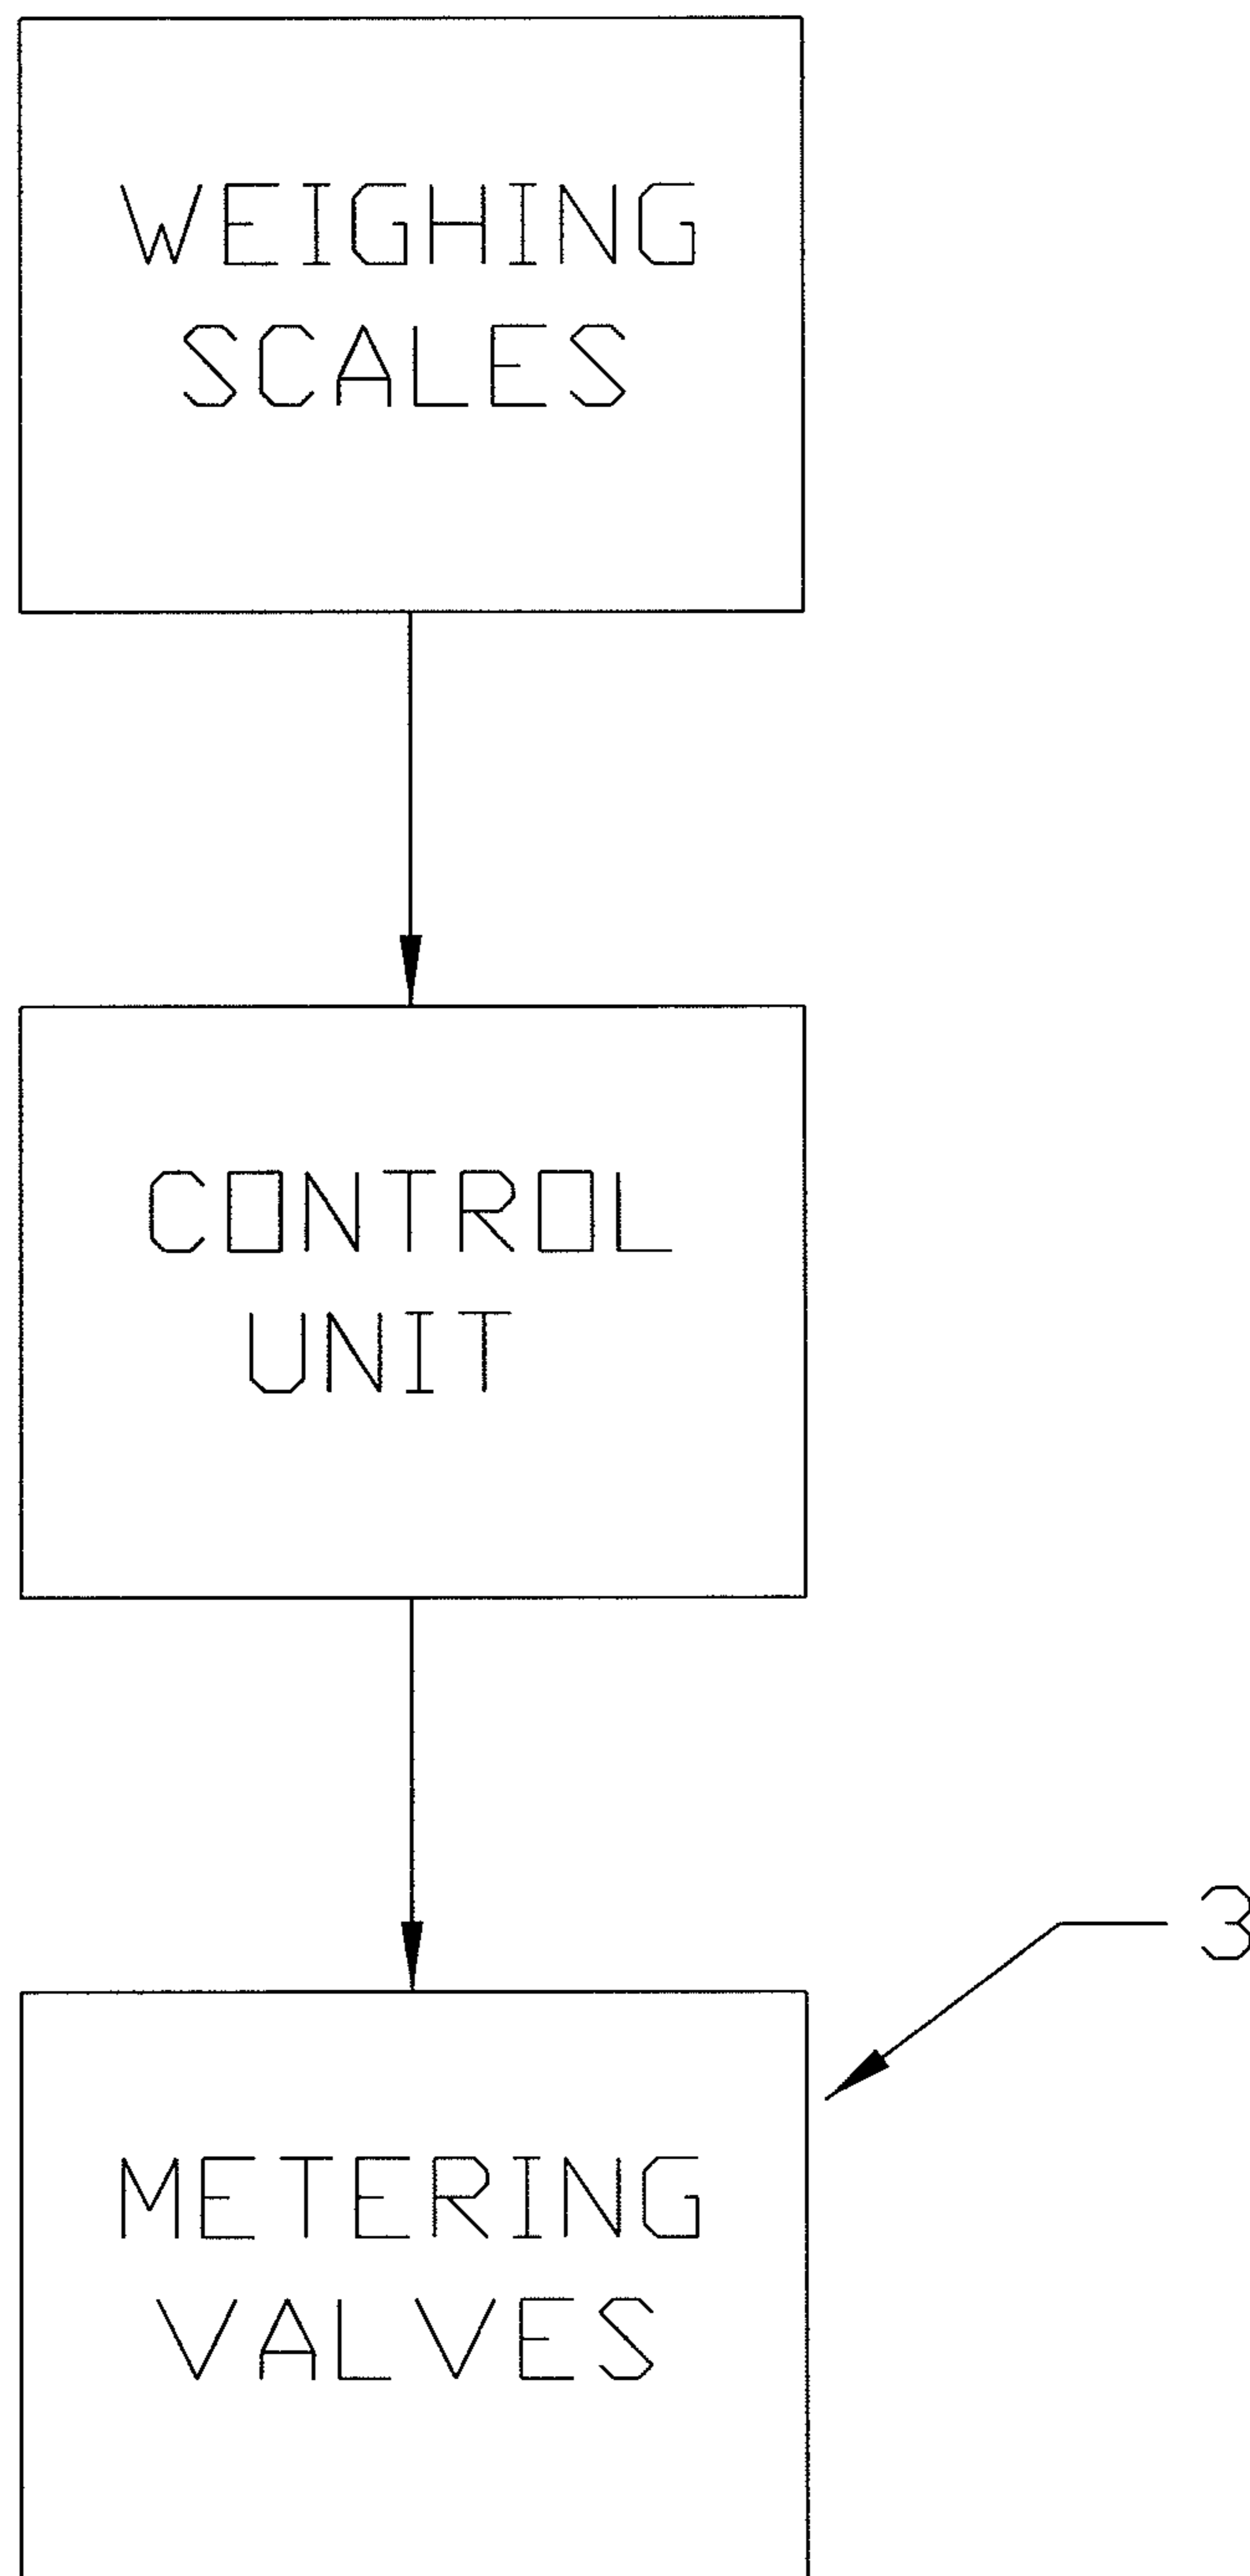 WEIGHING
SCALES
CONTROL
UNIT
3
METERING
VALVES